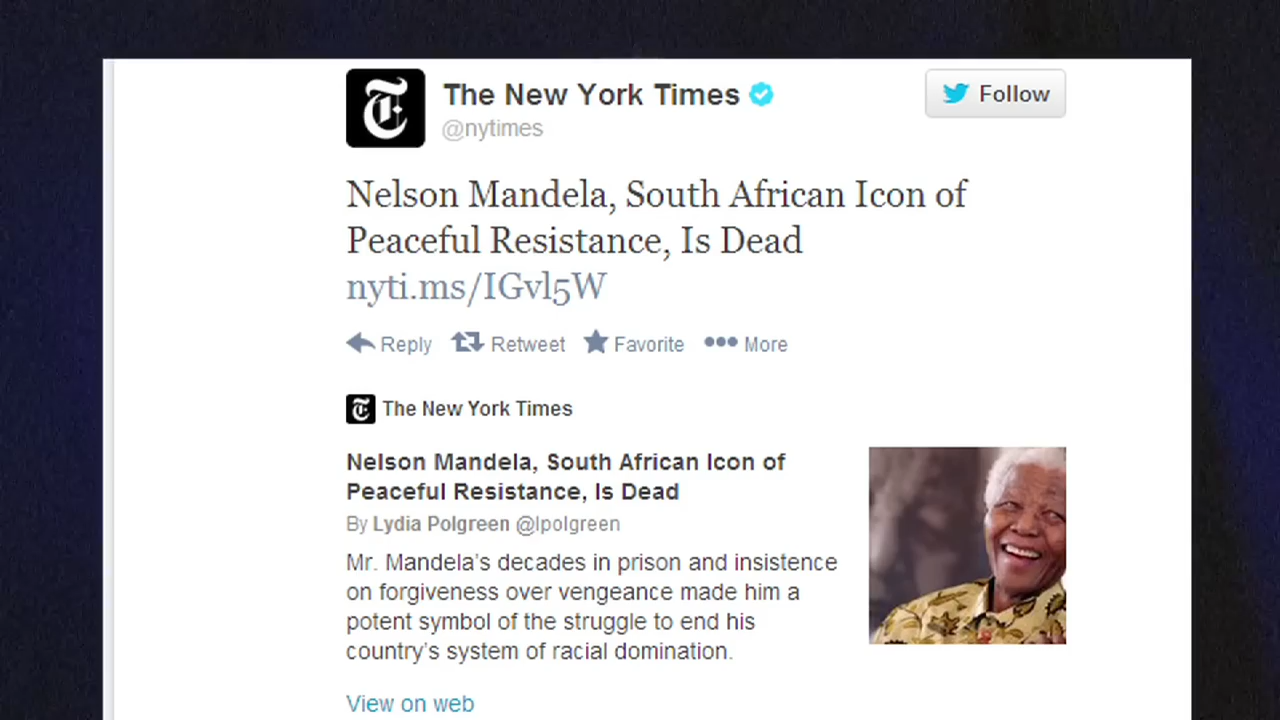 The New York Times
Follow
@nytimes
Nelson Mandela, South African Icon of
Peaceful Resistance, Is Dead
nyti.ms/IGvl5W
Reply Retweet Favorite More
The New York Times
Nelson Mandela, South African Icon of
Peaceful Resistance, Is Dead
By Lydia Polgreen @lpolgreen
Mr. Mandela's decades in prison and insistence
on forgiveness over vengeance made him a
potent symbol of the struggle to end his
country's system of racial domination.
View on web